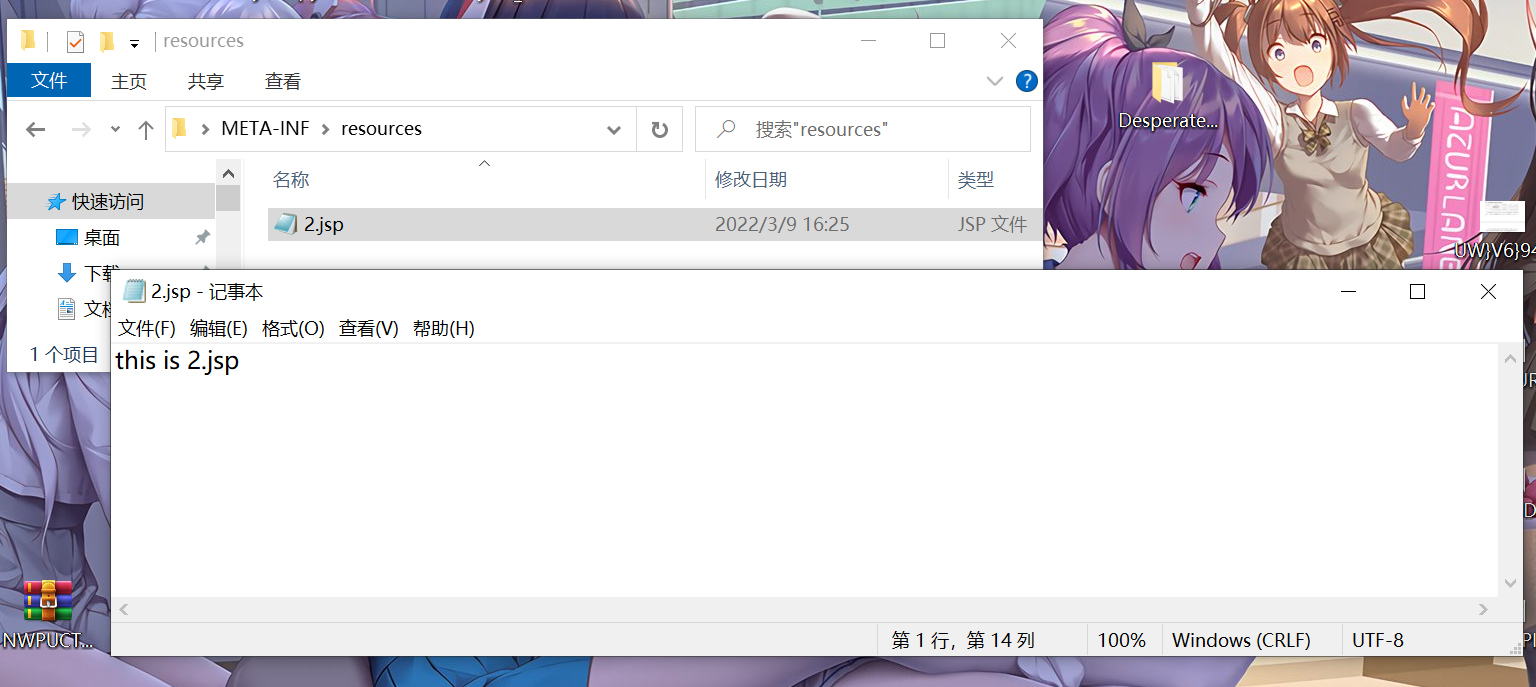 resources
文件 主页 共享 查看
META-INF resources 搜索"resources"
名称 修改日期 类型
快速访问 2.jsp 2022/3/9 16:25 JSP 文件
桌面
下载
文
1 个项目
2.jsp - 记事本
文件(F) 编辑(E) 格式(O) 查看(V) 帮助(H)
this is 2.jsp
第 1 行，第 14 列 100% Windows (CRLF) UTF-8
Desperate...
AZUR LANE
UW}V6}94
NWPUCT...